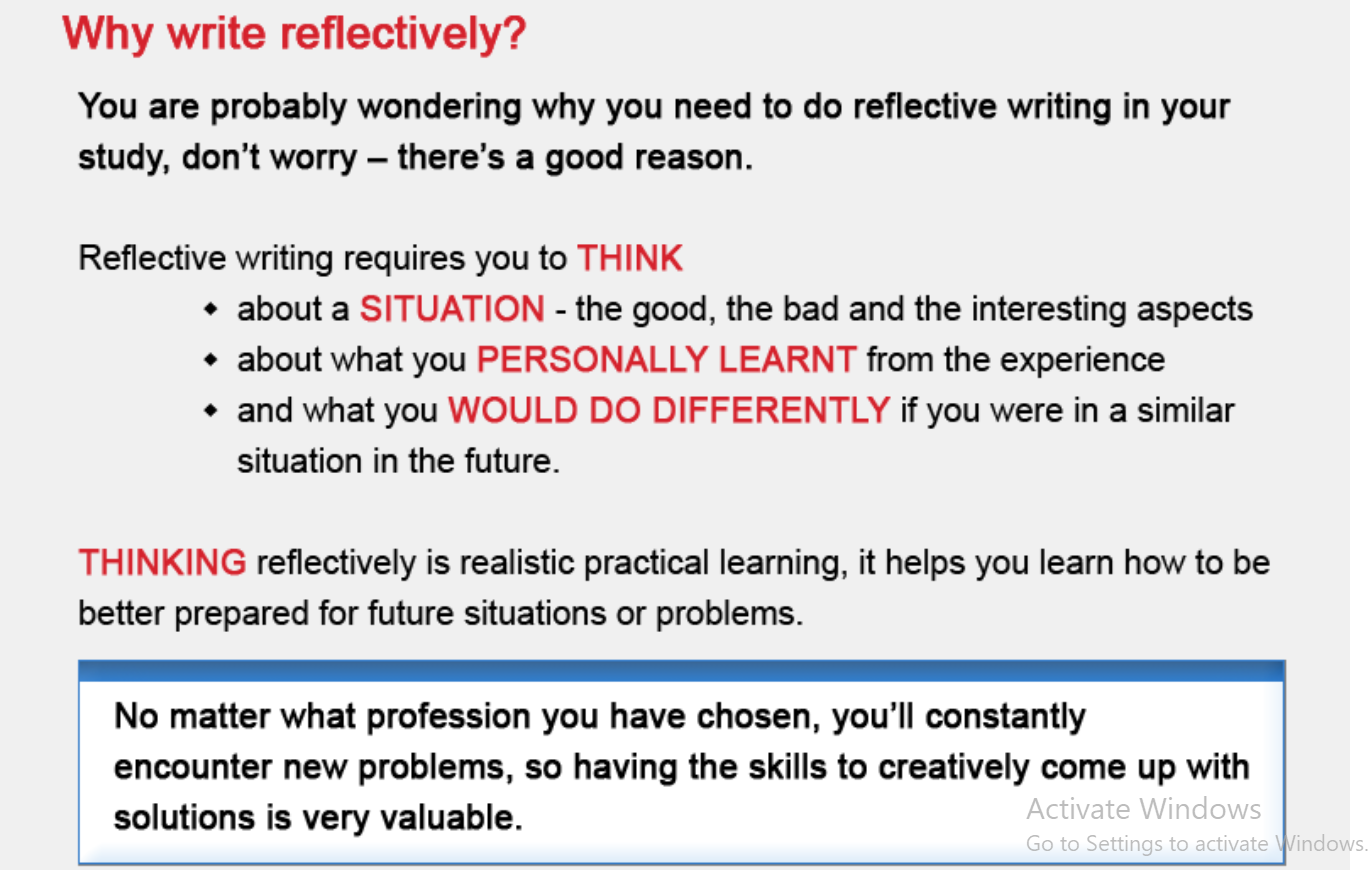 Why write reflectively?
You are probably wondering why you need to do reflective writing in your
study, don't worry – there's a good reason.
Reflective writing requires you to THINK
◆ about a SITUATION - the good, the bad and the interesting aspects
◆ about what you PERSONALLY LEARNT from the experience
◆ and what you WOULD DO DIFFERENTLY if you were in a similar
situation in the future.
THINKING reflectively is realistic practical learning, it helps you learn how to be
better prepared for future situations or problems.
No matter what profession you have chosen, you'll constantly
encounter new problems, so having the skills to creatively come up with
solutions is very valuable.
Activate Windows
Go to Settings to activate Windows.